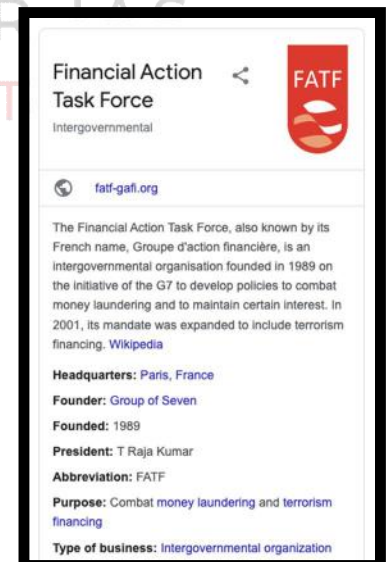 Financial Action
Task Force
Intergovernmental
FATF
fatf-gafi.org
The Financial Action Task Force, also known by its
French name, Groupe d'action financière, is an
intergovernmental organisation founded in 1989 on
the initiative of the G7 to develop policies to combat
money laundering and to maintain certain interest. In
2001, its mandate was expanded to include terrorism
financing. Wikipedia
Headquarters: Paris, France
Founder: Group of Seven
Founded: 1989
President: T Raja Kumar
Abbreviation: FATF
Purpose: Combat money laundering and terrorism
financing
Type of business: Intergovernmental organization